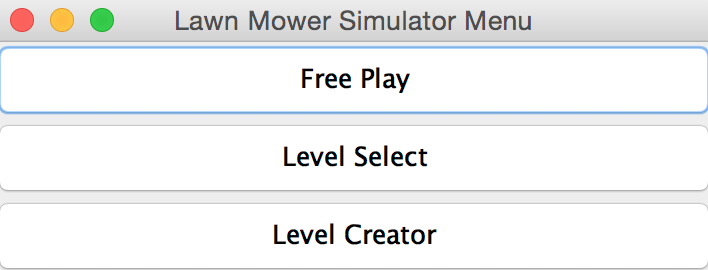 Lawn Mower Simulator Menu
Free Play
Level Select
Level Creator